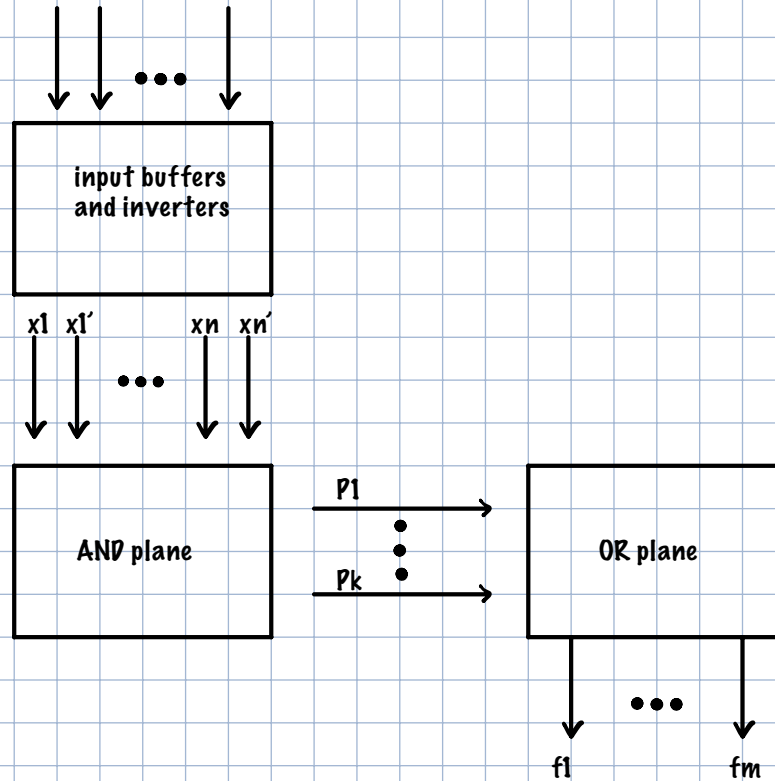 input buffers
and inverters
x1 x1′ xn xn′
P1
AND plane
OR plane
Pk
f1 fm